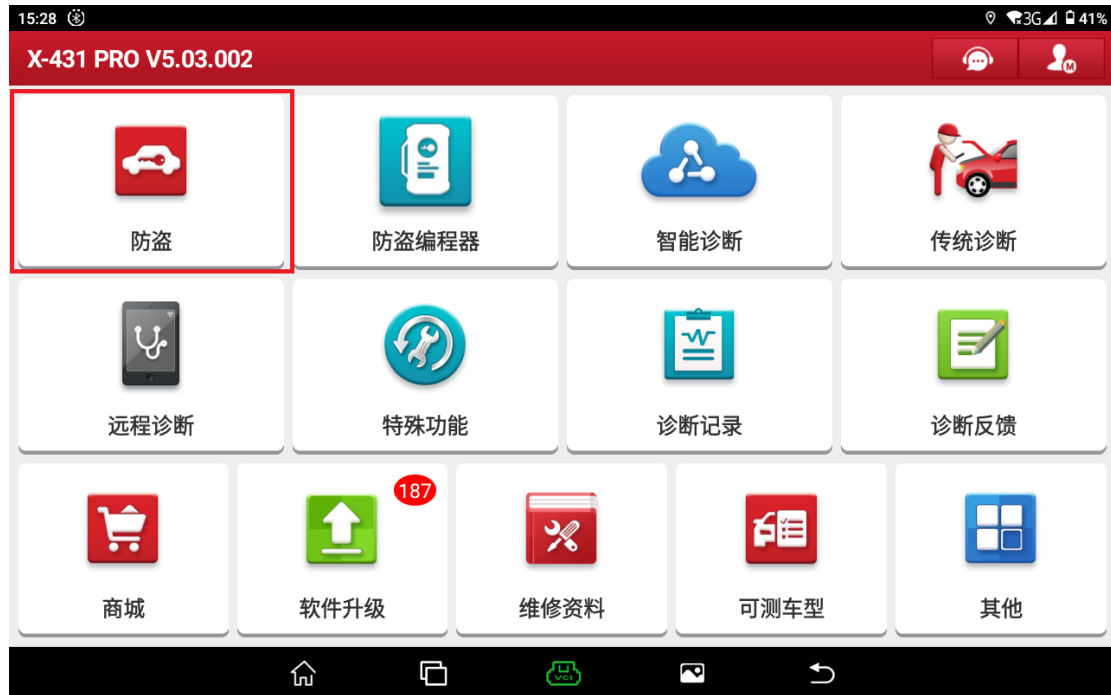 15:28
3G 41%
X-431 PRO V5.03.002
M
防盗
防盗编程器
智能诊断
传统诊断
远程诊断
特殊功能
诊断记录
诊断反馈
187
商城
软件升级
维修资料
可测车型
其他
VCI